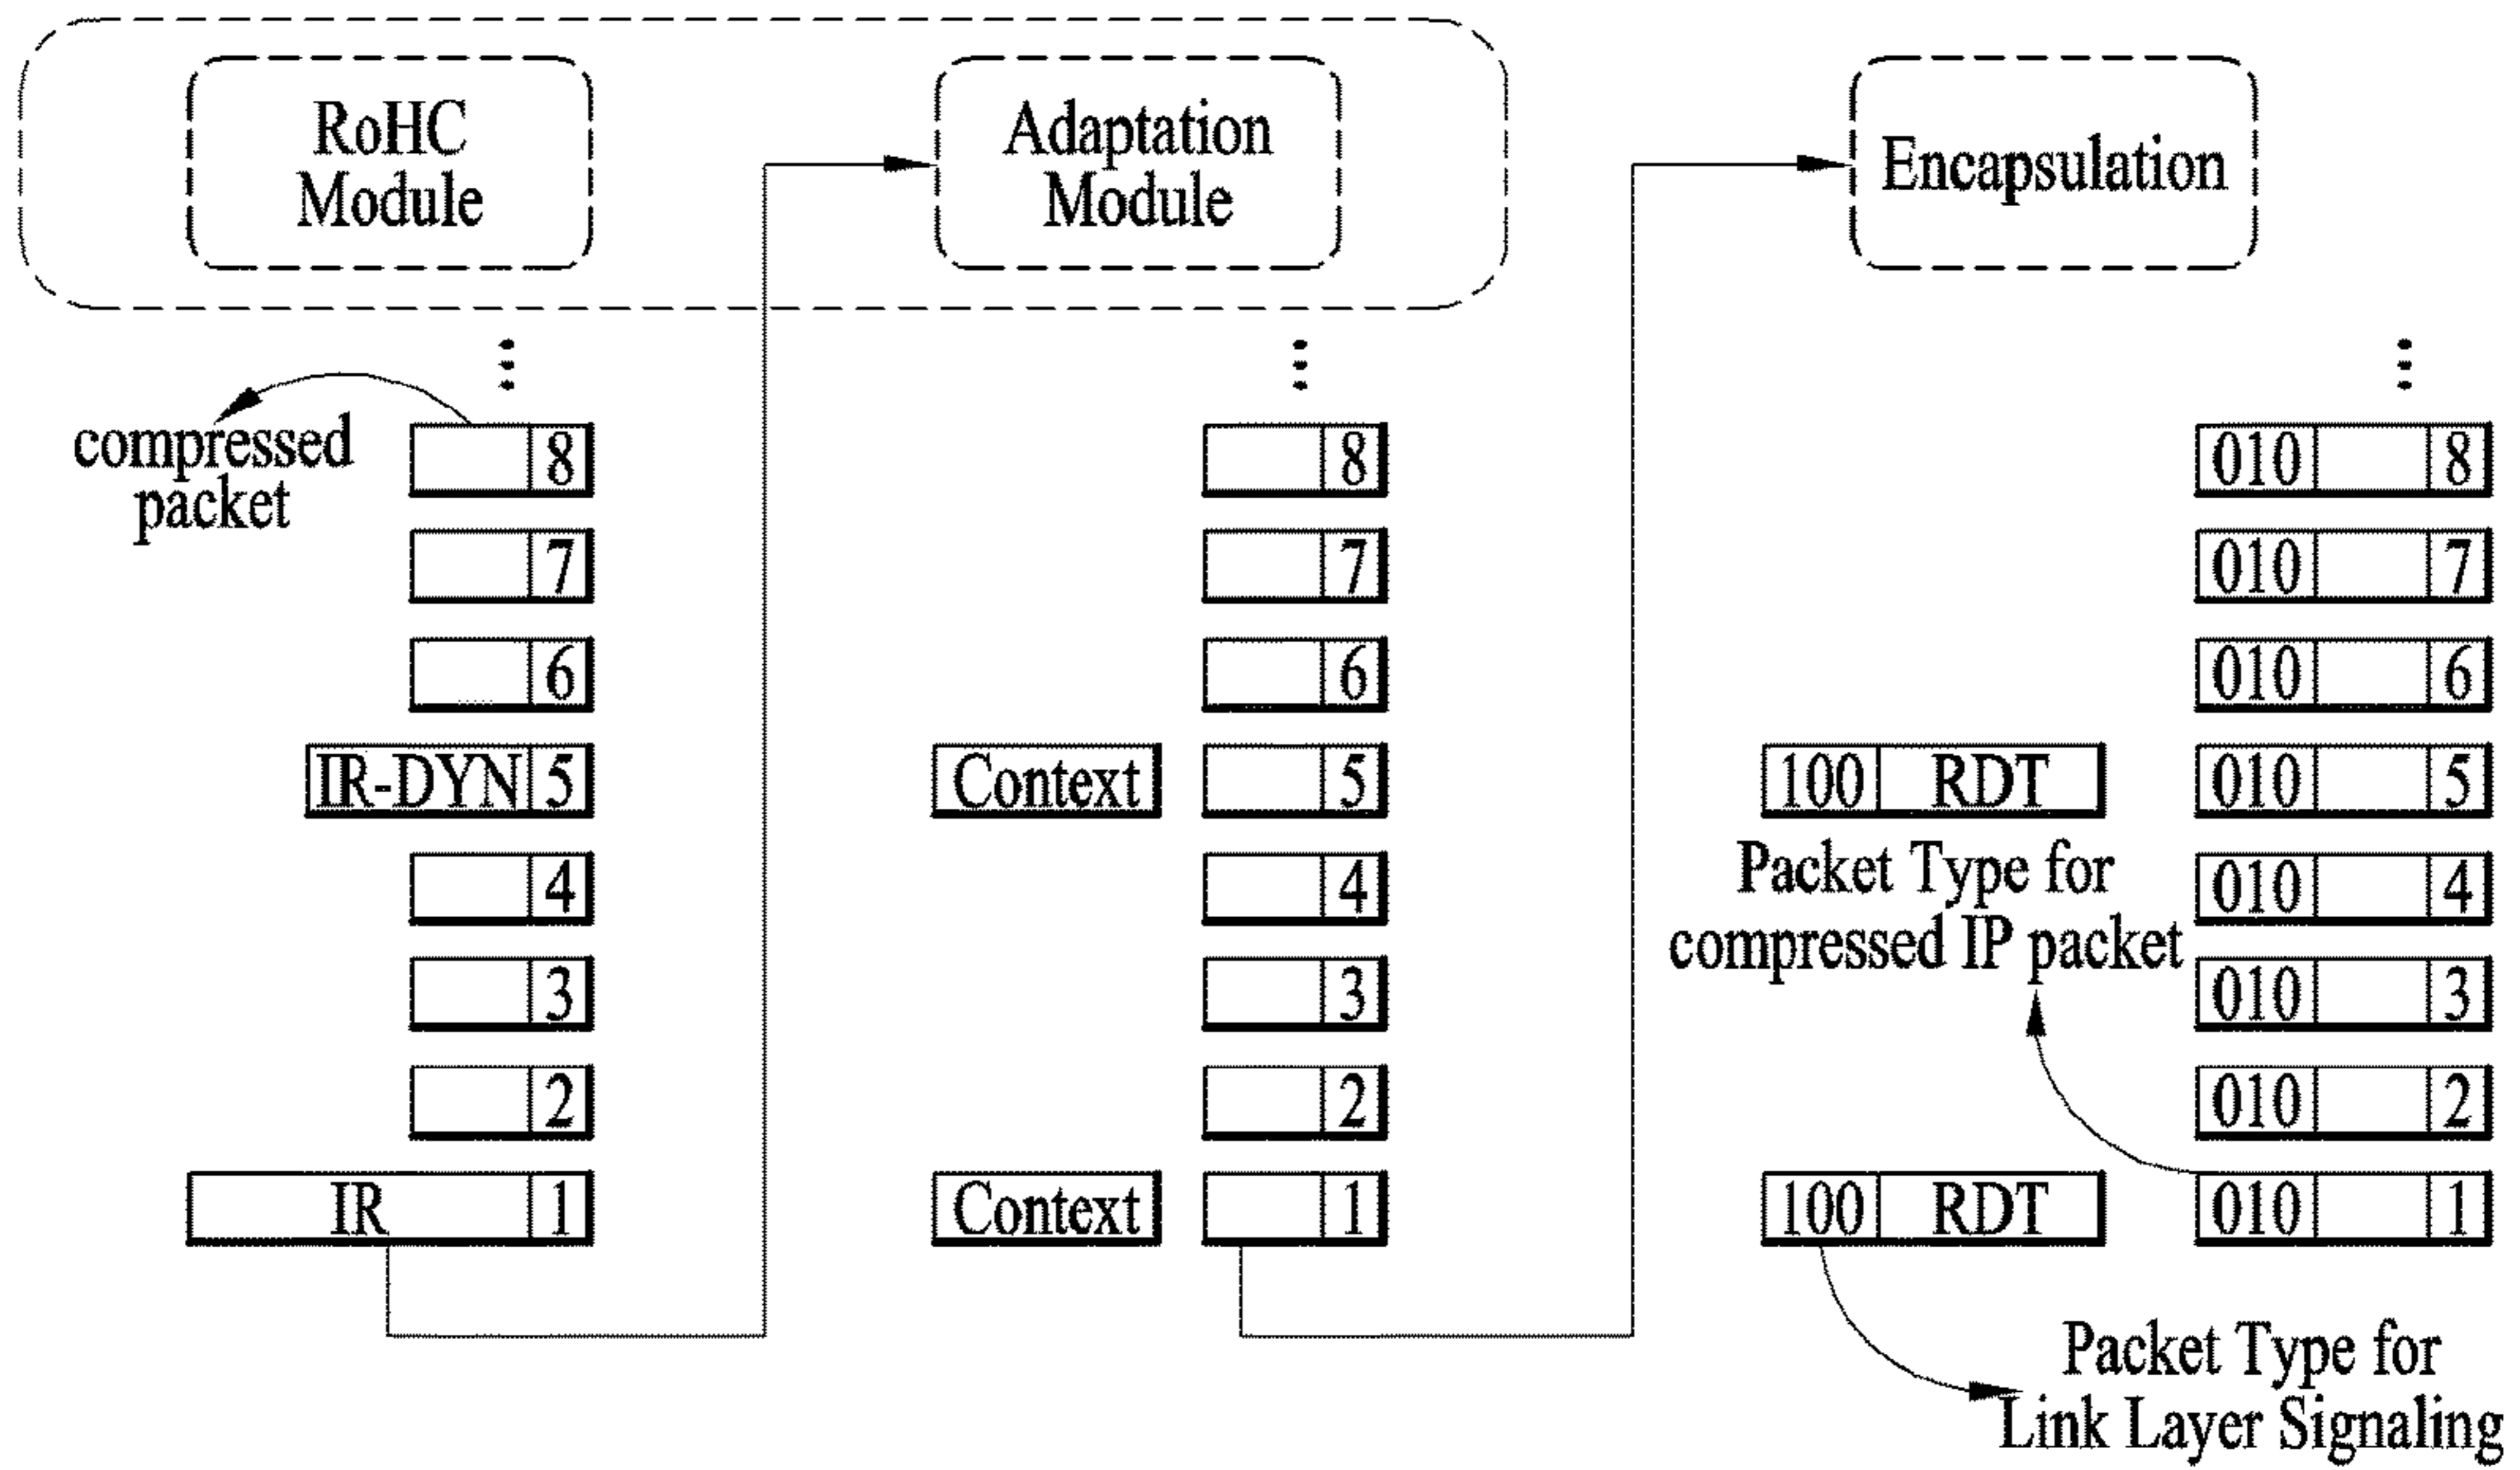 RoHC
Module
Adaptation
Module
Encapsulation
compressed
packet
8
7
6
IR-DYN 5
4
3
2
IR 1
8
7
6
Context 5
4
3
2
Context 1
010 8
010 7
010 6
100 RDT 010 5
Packet Type for
compressed IP packet
010 4
010 3
010 2
100 RDT 010 1
Packet Type for
Link Layer Signaling